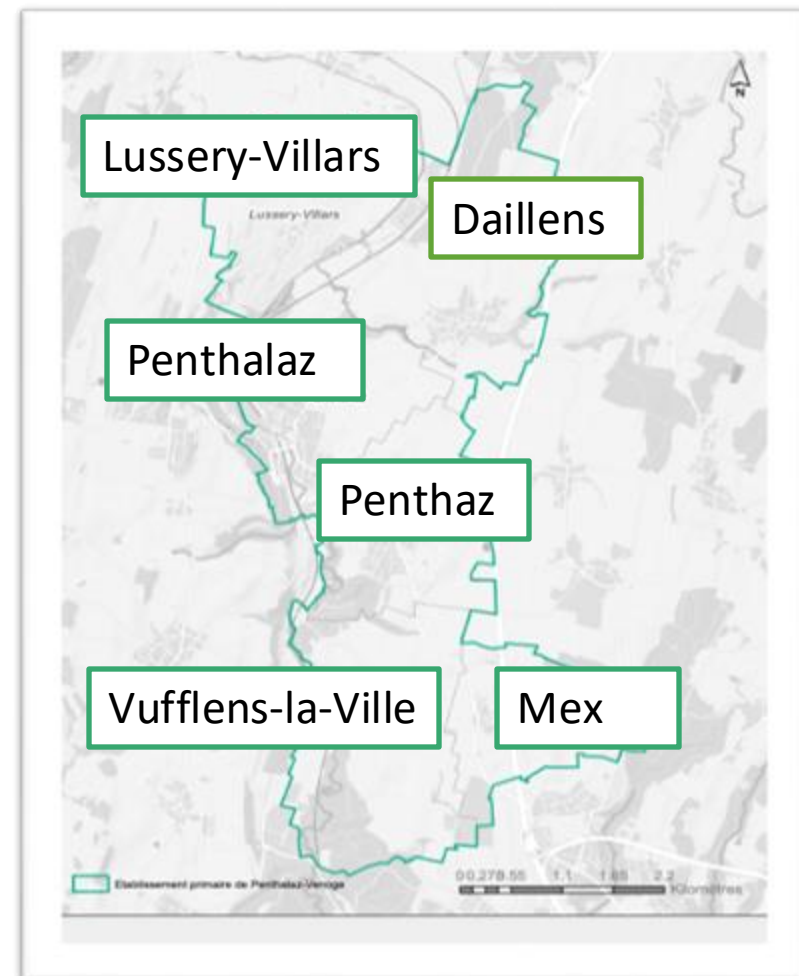 N
Lussery-Villars
Lussery-Villars
Daillens
Penthalaz
Penthaz
Vufflens-la-Ville
Mex
Etablissement primaire de Penthalaz-Venoge
0 0.27 0.55 1.1 1.65 2.2
Kilomètres